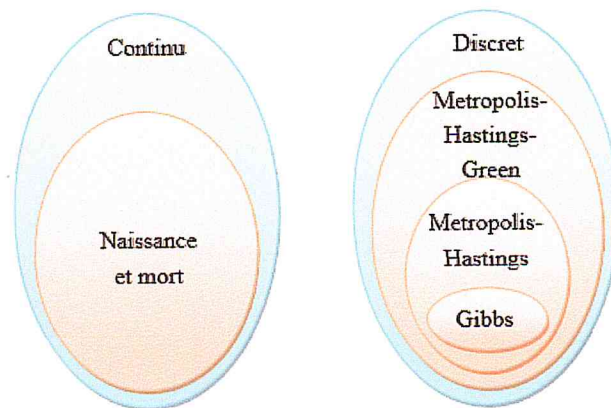 Continu
Naissance
et mort
Discret
Metropolis-
Hastings-
Green
Metropolis-
Hastings
Gibbs